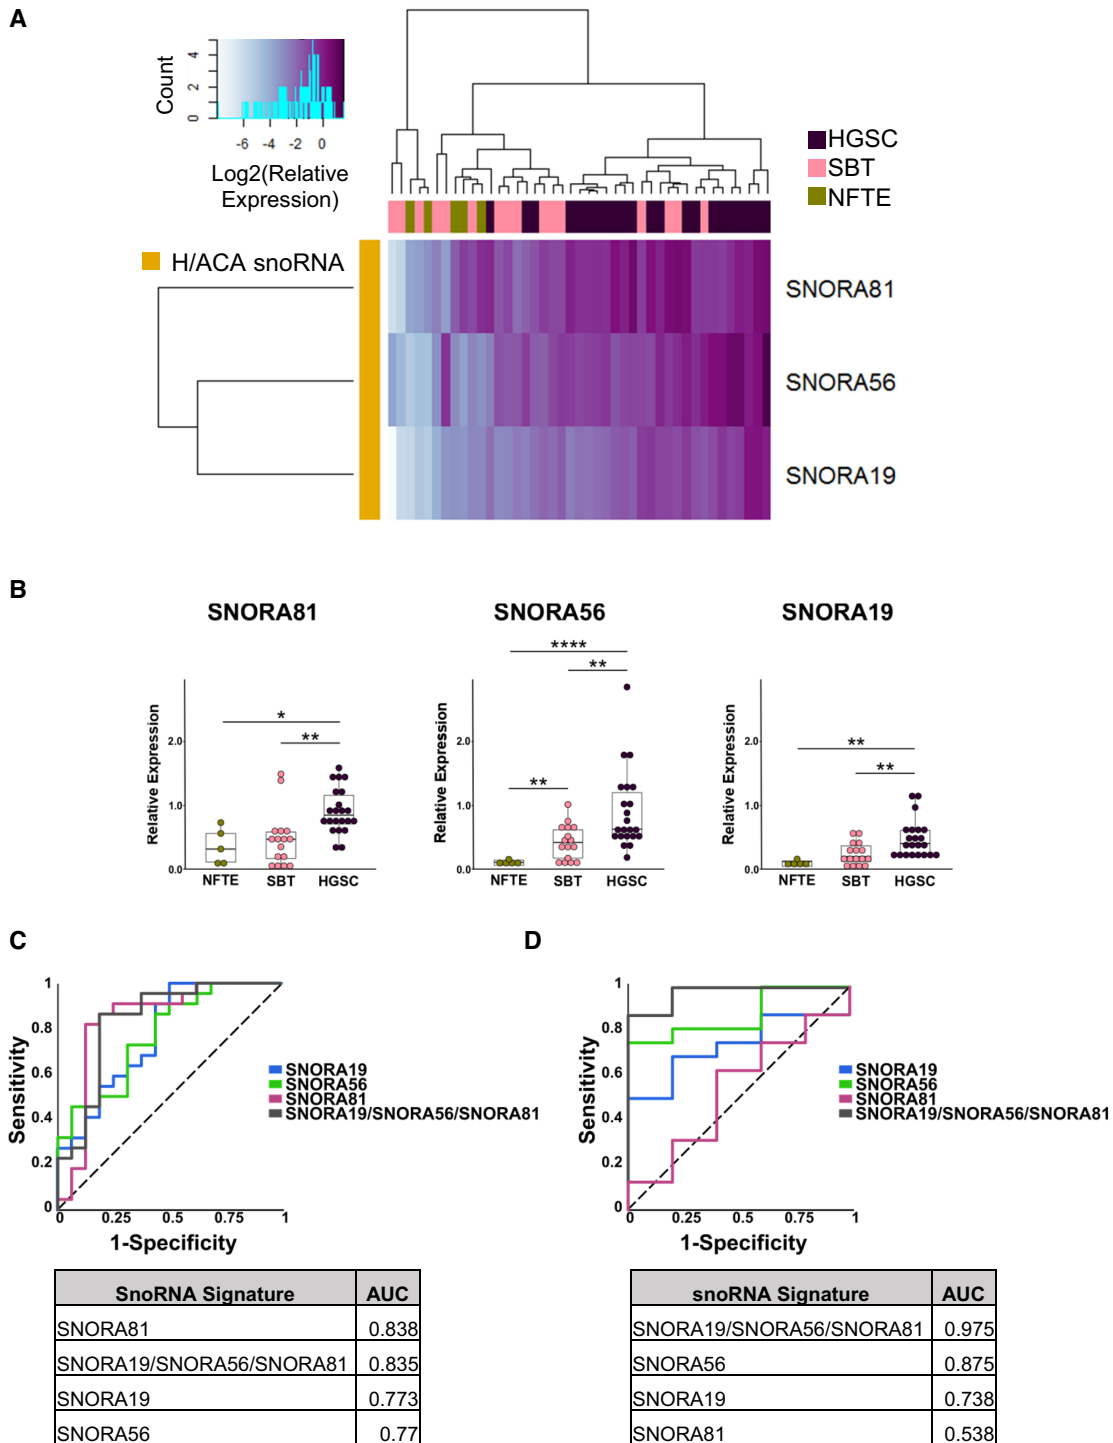 A
Count
0
2
4
-6 -4 -2 0
Log2(Relative
Expression)
HGSC
SBT
NFTE
H/ACA snoRNA
SNORA81
SNORA56
SNORA19
B
SNORA81
Relative Expression
2.0
1.0
0.0
*
**
NFTE SBT HGSC
SNORA56
Relative Expression
2.0
1.0
0.0
****
**
**
NFTE SBT HGSC
SNORA19
Relative Expression
2.0
1.0
0.0
**
**
NFTE SBT HGSC
C
Sensitivity
1
0.8
0.6
0.4
0.2
0
0 0.25 0.5 0.75 1
1-Specificity
SNORA19
SNORA56
SNORA81
SNORA19/SNORA56/SNORA81
SnoRNA Signature AUC
SNORA81 0.838
SNORA19/SNORA56/SNORA81 0.835
SNORA19 0.773
SNORA56 0.77
D
Sensitivity
1
0.8
0.6
0.4
0.2
0
0 0.25 0.5 0.75 1
1-Specificity
SNORA19
SNORA56
SNORA81
SNORA19/SNORA56/SNORA81
snoRNA Signature AUC
SNORA19/SNORA56/SNORA81 0.975
SNORA56 0.875
SNORA19 0.738
SNORA81 0.538